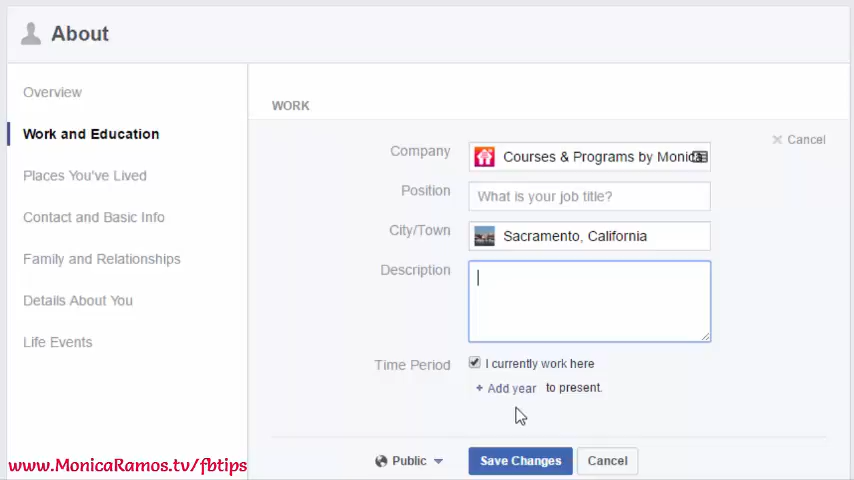 About
Overview
Work and Education
Places You've Lived
Contact and Basic Info
Family and Relationships
Details About You
Life Events
WORK
Cancel
Company Courses & Programs by Monica
Position What is your job title?
City/Town Sacramento, California
Description
Time Period I currently work here
+ Add year to present.
Public Save Changes Cancel
www.MonicaRamos.tv/fbtips